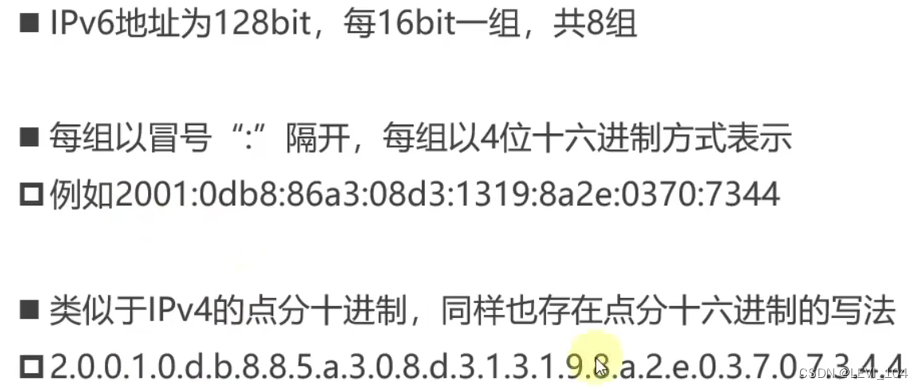 ■ IPv6地址为128bit，每16bit一组，共8组
■ 每组以冒号“:”隔开，每组以4位十六进制方式表示
例如2001:0db8:86a3:08d3:1319:8a2e:0370:7344
■ 类似于IPv4的点分十进制，同样也存在点分十六进制的写法
2.0.0.1.0.d.b.8.8.5.a.3.0.8.d.3.1.3.1.9.8.a.2.e.0.3.7.0.7.3.4.4